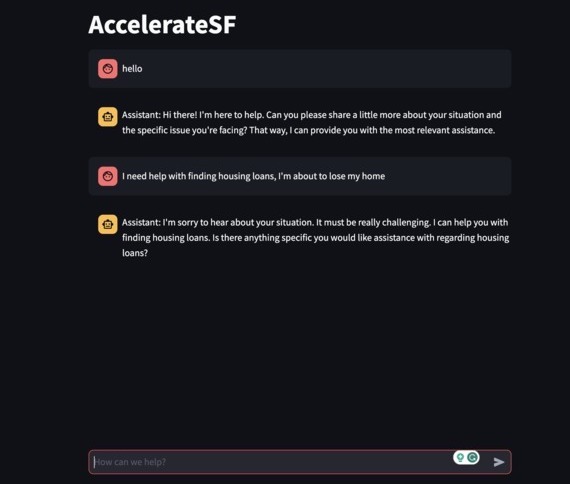 AccelerateSF
hello
Assistant: Hi there! I'm here to help. Can you please share a little more about your situation and
the specific issue you're facing? That way, I can provide you with the most relevant assistance.
I need help with finding housing loans, I'm about to lose my home
Assistant: I'm sorry to hear about your situation. It must be really challenging. I can help you with
finding housing loans. Is there anything specific you would like assistance with regarding housing
loans?
How can we help?